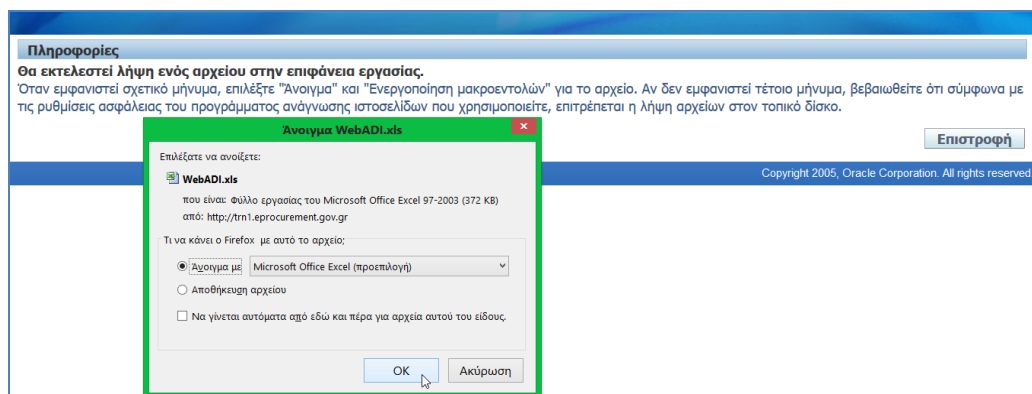 Πληροφορίες
Θα εκτελεστεί λήψη ενός αρχείου στην επιφάνεια εργασίας.
Όταν εμφανιστεί σχετικό μήνυμα, επιλέξτε "Άνοιγμα" και "Ενεργοποίηση μακροεντολών" για το αρχείο. Αν δεν εμφανιστεί τέτοιο μήνυμα, βεβαιωθείτε ότι σύμφωνα με
τις ρυθμίσεις ασφάλειας του προγράμματος ανάγνωσης ιστοσελίδων που χρησιμοποιείτε, επιτρέπεται η λήψη αρχείων στον τοπικό δίσκο.
Επιστροφή
Copyright 2005, Oracle Corporation. All rights reserved.
Άνοιγμα WebADI.xls
Επιλέξατε να ανοίξετε:
WebADI.xls
που είναι: Φύλλο εργασίας του Microsoft Office Excel 97-2003 (372 KB)
από: http://trn1.eprocurement.gov.gr
Τι να κάνει ο Firefox με αυτό το αρχείο;
Άνοιγμα με Microsoft Office Excel (προεπιλογή)
Αποθήκευση αρχείου
Να γίνεται αυτόματα από εδώ και πέρα για αρχεία αυτού του είδους.
OK Ακύρωση